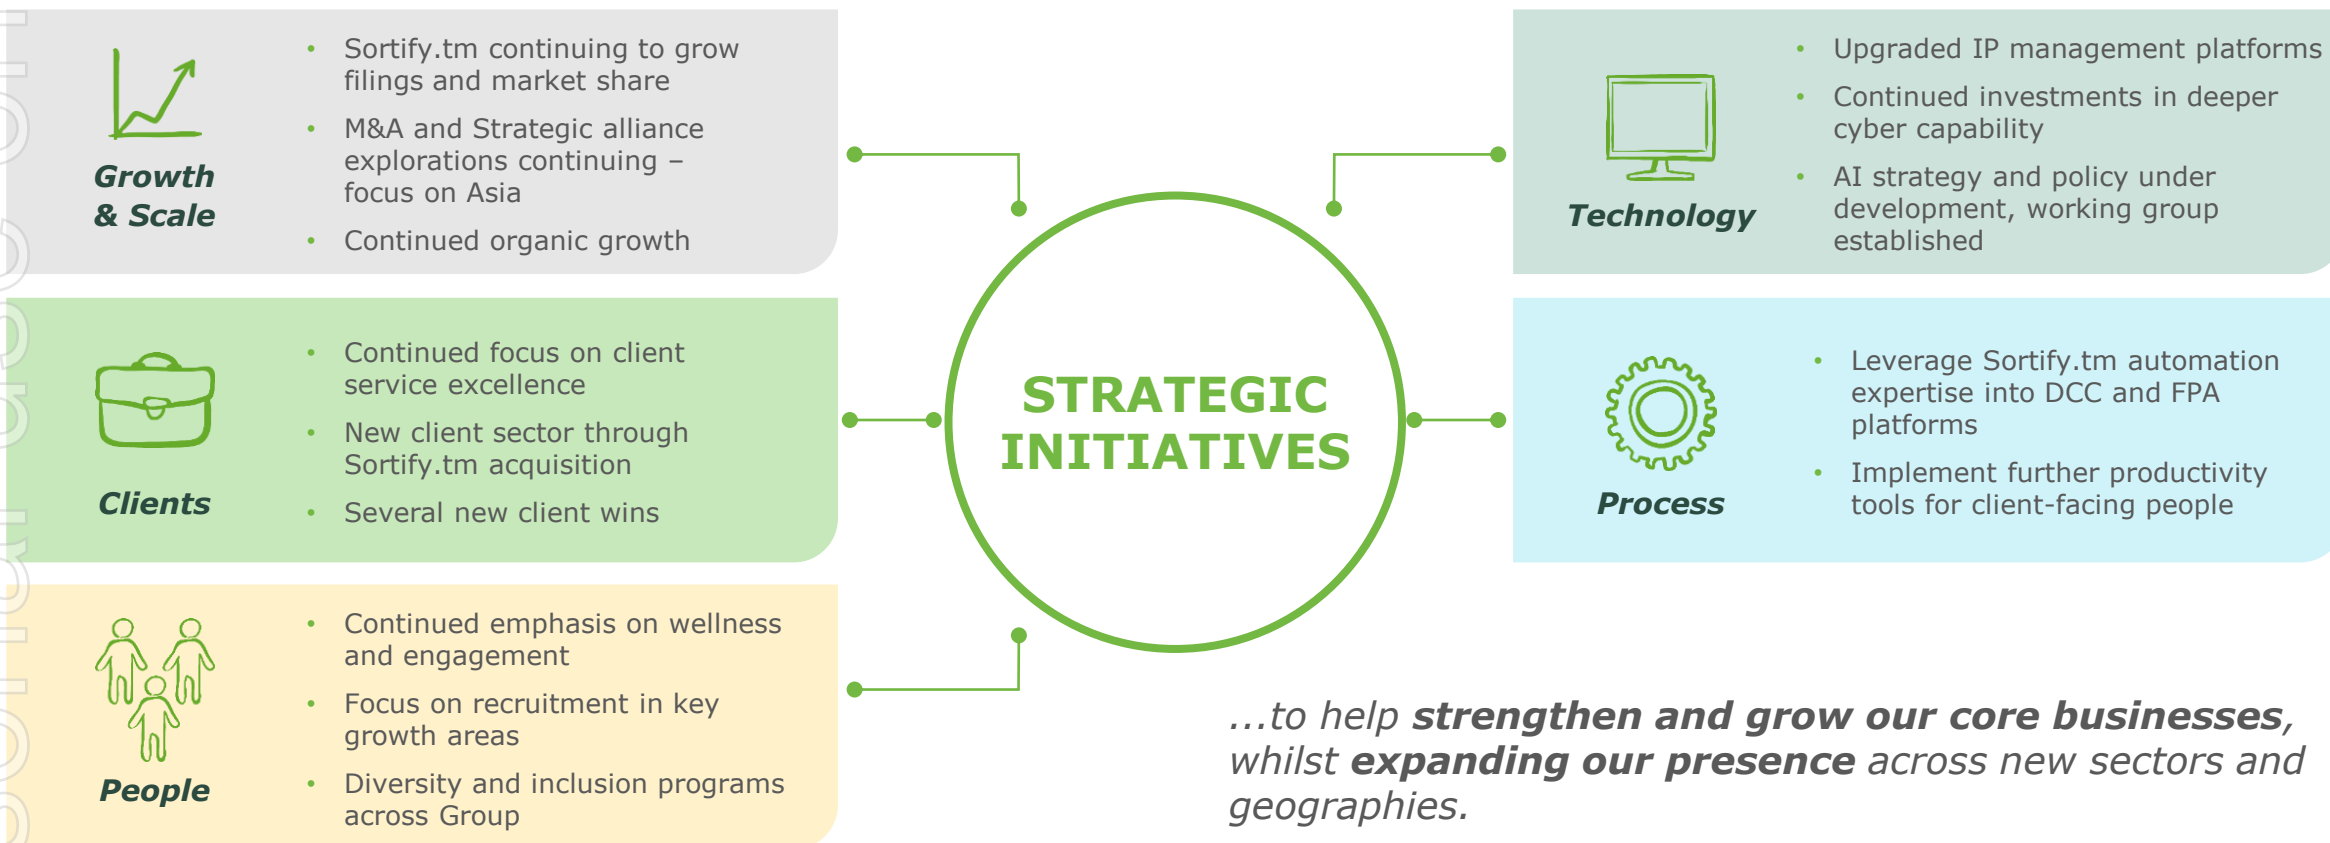 Growth
& Scale
• Sortify.tm continuing to grow
filings and market share
• M&A and Strategic alliance
explorations continuing –
focus on Asia
• Continued organic growth
Clients
• Continued focus on client
service excellence
• New client sector through
Sortify.tm acquisition
• Several new client wins
People
• Continued emphasis on wellness
and engagement
• Focus on recruitment in key
growth areas
• Diversity and inclusion programs
across Group
STRATEGIC
INITIATIVES
Technology
• Upgraded IP management platforms
• Continued investments in deeper
cyber capability
• AI strategy and policy under
development, working group
established
Process
• Leverage Sortify.tm automation
expertise into DCC and FPA
platforms
• Implement further productivity
tools for client-facing people
...to help strengthen and grow our core businesses,
whilst expanding our presence across new sectors and
geographies.